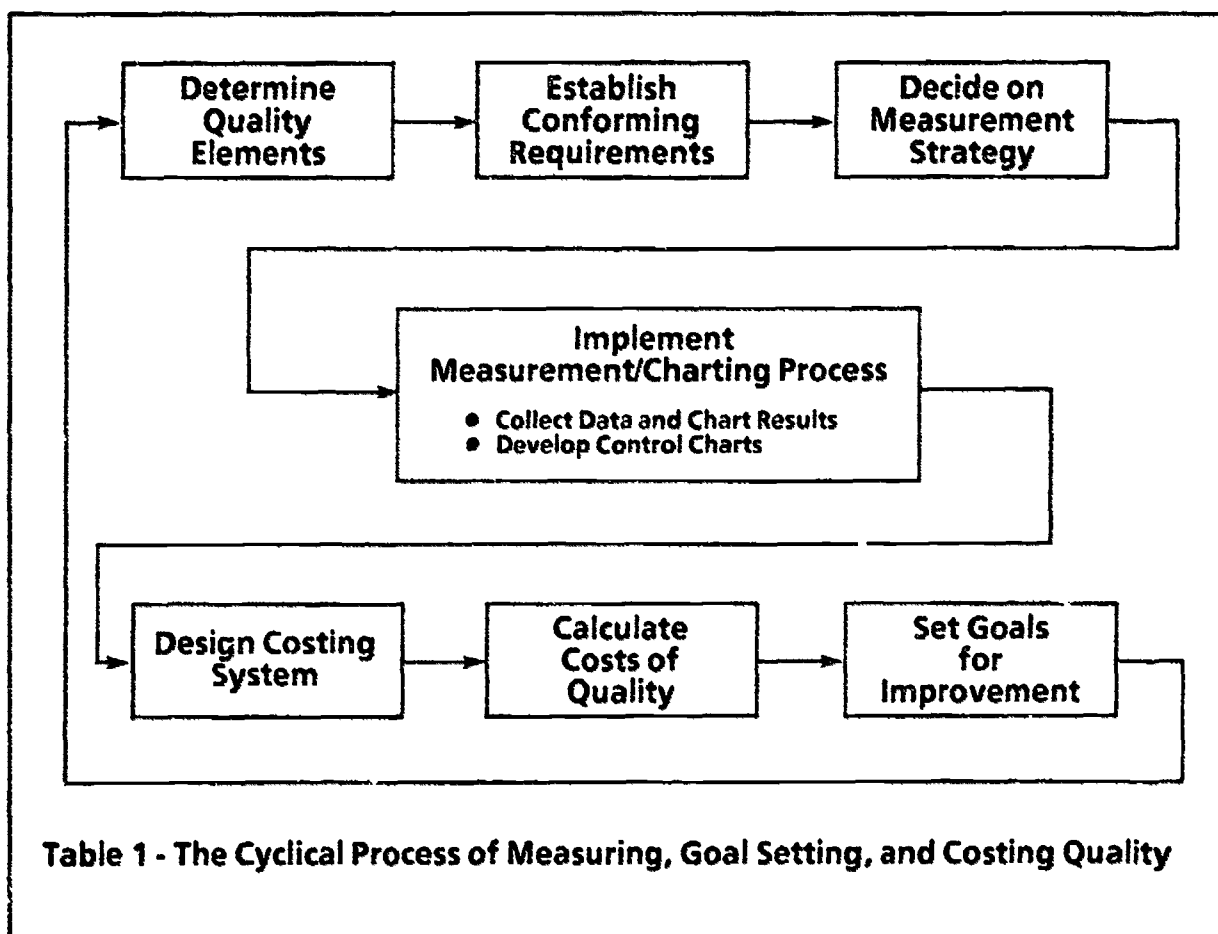 Determine
Quality
Elements
Establish
Conforming
Requirements
Decide on
Measurement
Strategy
Implement
Measurement/Charting Process
• Collect Data and Chart Results
• Develop Control Charts
Design Costing
System
Calculate
Costs of
Quality
Set Goals
for
Improvement
Table 1 - The Cyclical Process of Measuring, Goal Setting, and Costing Quality